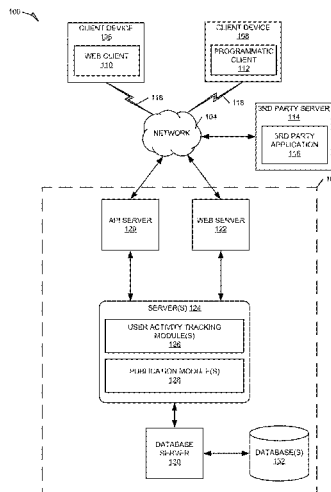 100
CLIENT DEVICE
106
WEB CLIENT
110
CLIENT DEVICE
108
PROGRAMMATIC
CLIENT
112
118
118
104
NETWORK
3RD PARTY SERVER
114
3RD PARTY
APPLICATION
116
API SERVER
120
WEB SERVER
122
SERVER(S) 124
USER ACTIVITY TRACKING
MODULE(S)
126
PUBLICATION MODULE(S)
128
DATABASE
SERVER
130
DATABASE(S)
132